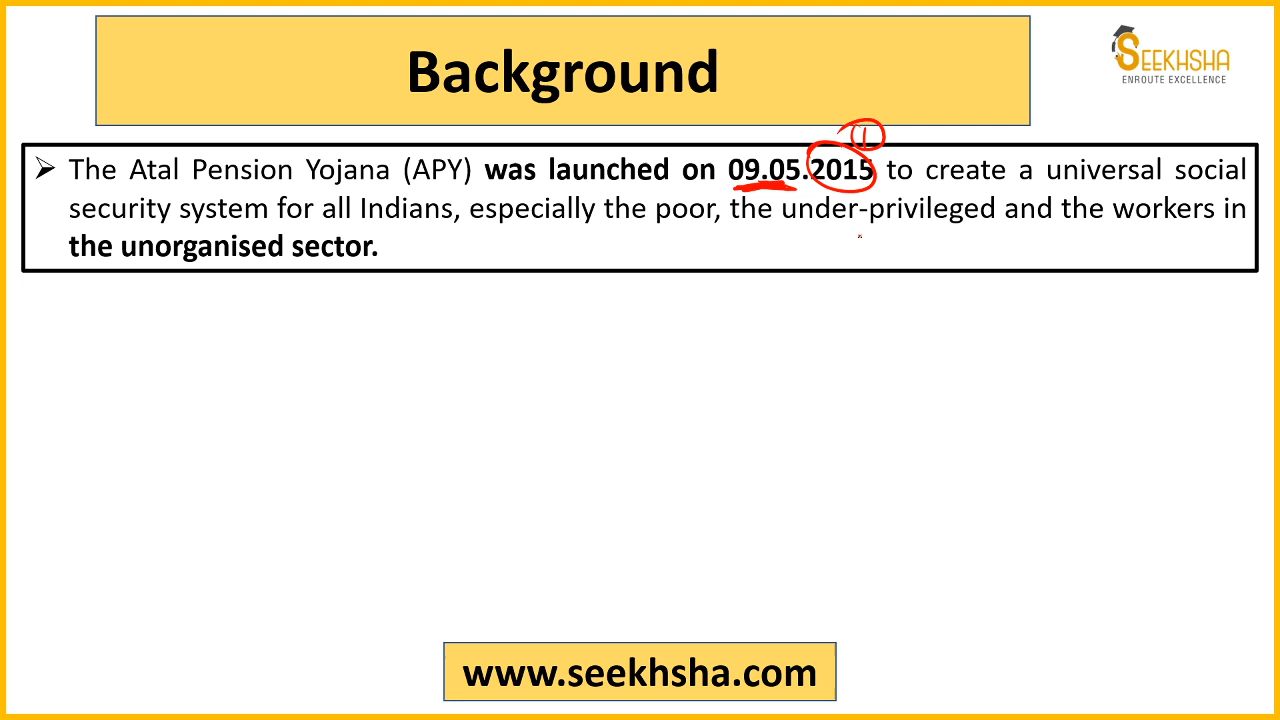 Background
SEEKHSHA
ENROUTE EXCELLENCE
1
➢ The Atal Pension Yojana (APY) was launched on 09.05.2015 to create a universal social
security system for all Indians, especially the poor, the under-privileged and the workers in
the unorganised sector.
www.seekhsha.com